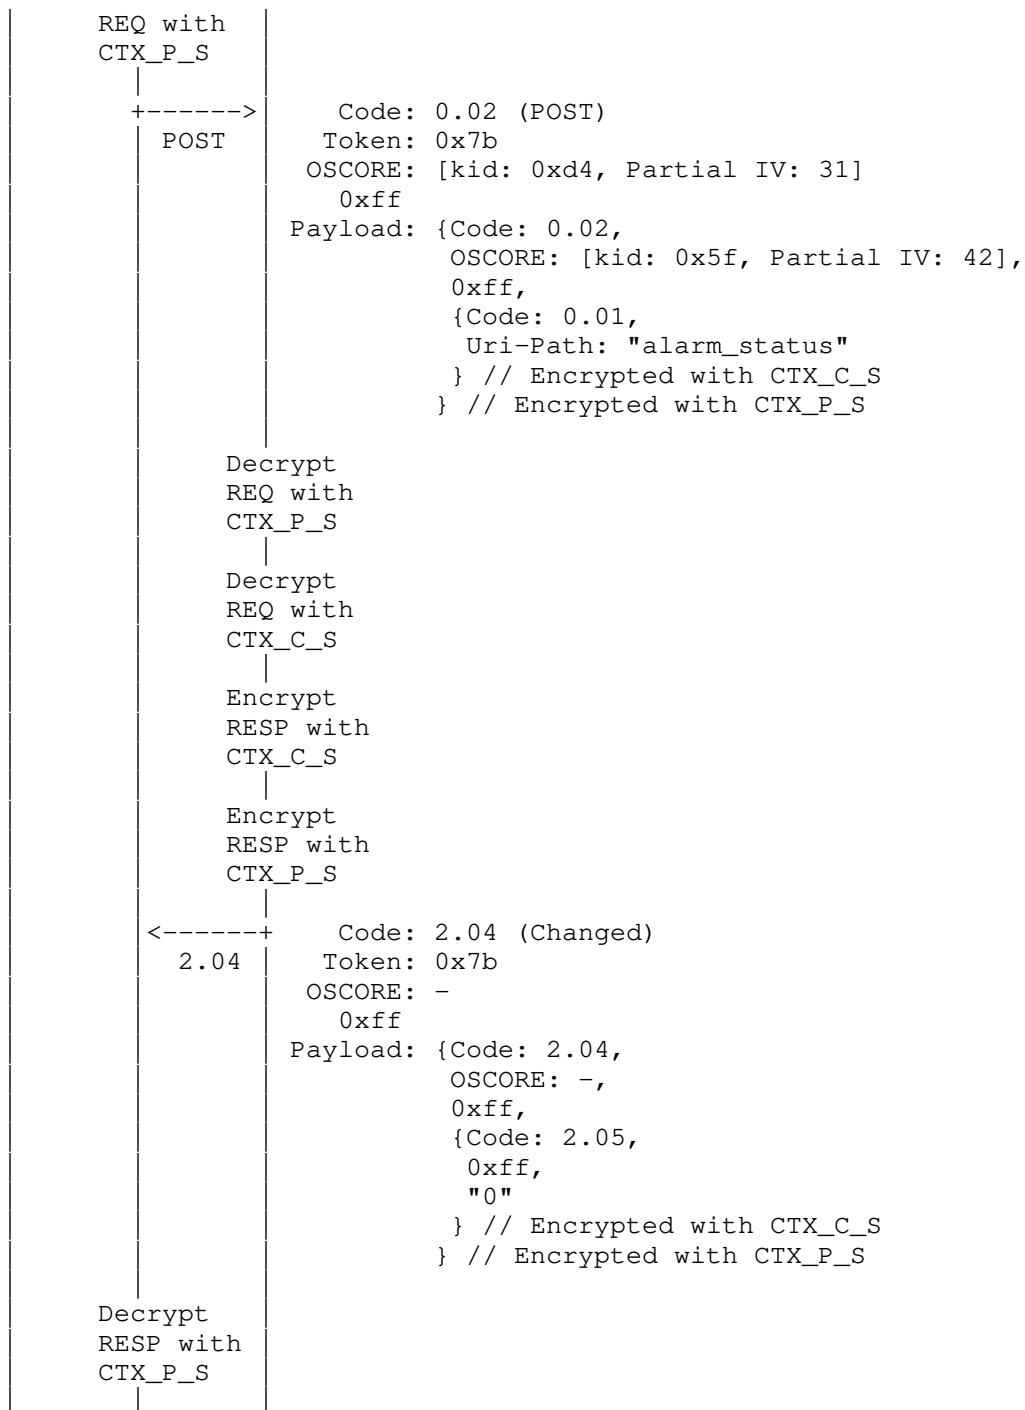 REQ with
CTX_P_S
+------>| Code: 0.02 (POST)
POST | Token: 0x7b
OSCORE: [kid: 0xd4, Partial IV: 31]
0xff
Payload: {Code: 0.02,
OSCORE: [kid: 0x5f, Partial IV: 42],
0xff,
{Code: 0.01,
Uri-Path: "alarm_status"
} // Encrypted with CTX_C_S
} // Encrypted with CTX_P_S
Decrypt
REQ with
CTX_P_S
Decrypt
REQ with
CTX_C_S
Encrypt
RESP with
CTX_C_S
Encrypt
RESP with
CTX_P_S
<------+ Code: 2.04 (Changed)
2.04 | Token: 0x7b
OSCORE: -
0xff
Payload: {Code: 2.04,
OSCORE: -,
0xff,
{Code: 2.05,
0xff,
"0"
} // Encrypted with CTX_C_S
} // Encrypted with CTX_P_S
Decrypt
RESP with
CTX_P_S